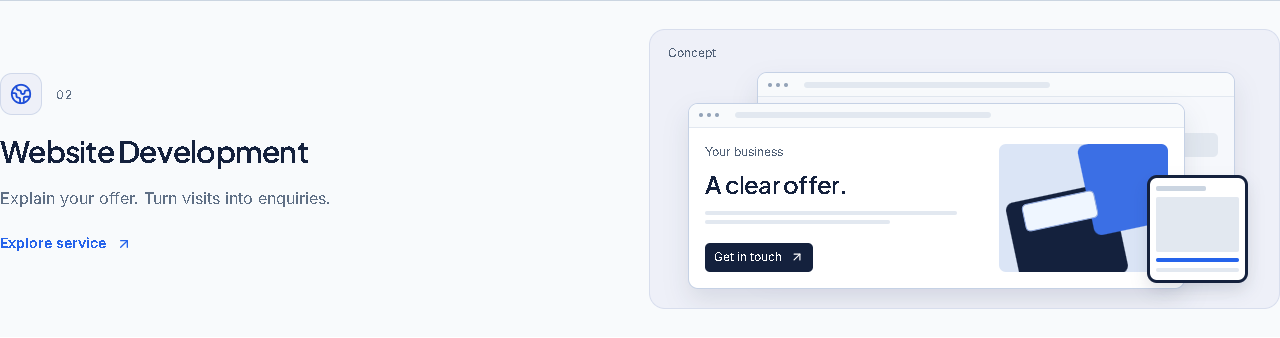 02
Website Development
Explain your offer. Turn visits into enquiries.
Explore service
Concept
Your business
A clear offer.
Get in touch